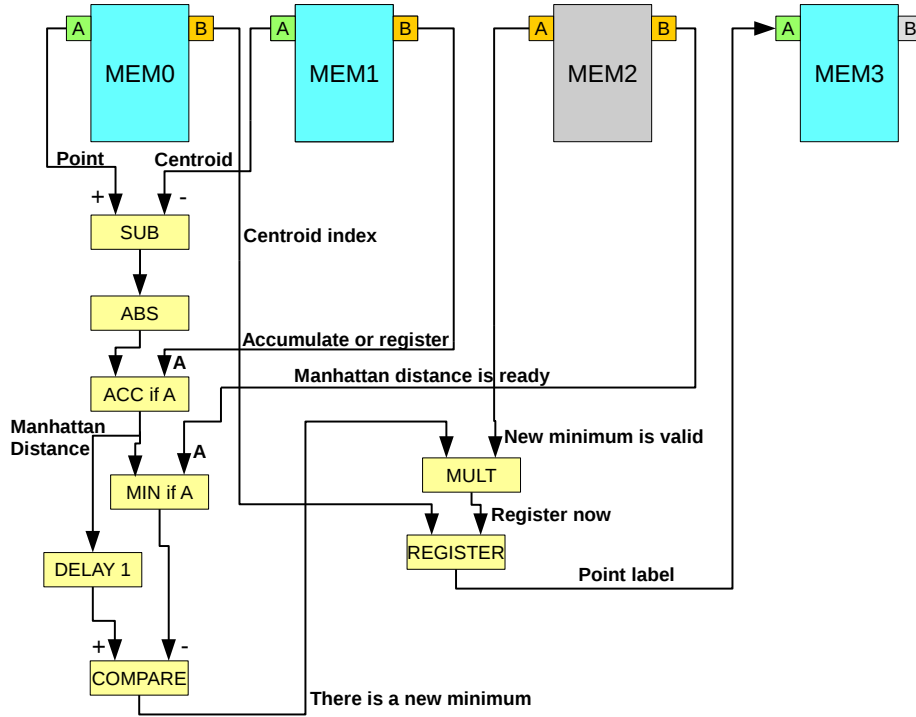 A
B
A
B
A
B
A
B
MEM0
MEM1
MEM2
MEM3
Point
Centroid
+
-
SUB
Centroid index
ABS
Accumulate or register
A
Manhattan distance is ready
ACC if A
Manhattan
Distance
A
New minimum is valid
MULT
MIN if A
Register now
REGISTER
DELAY 1
Point label
+
-
COMPARE
There is a new minimum